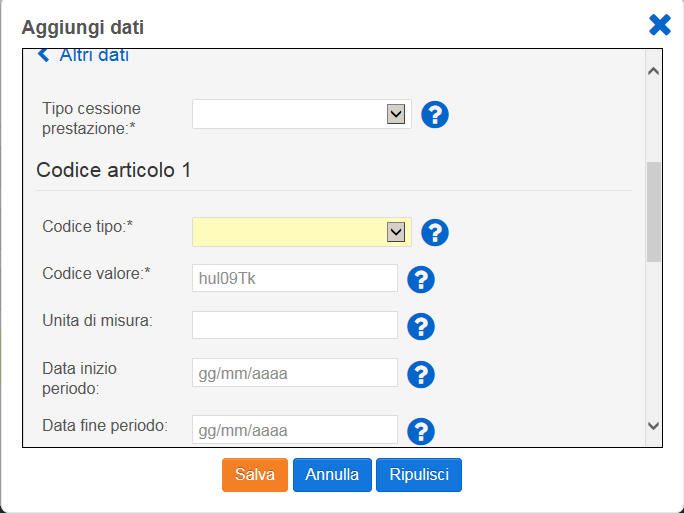 Aggiungi dati
Altri dati
Tipo cessione
prestazione:*
Codice articolo 1
Codice tipo:*
Codice valore:*
hul09Tk
Unita di misura:
Data inizio
periodo:
gg/mm/aaaa
Data fine periodo:
gg/mm/aaaa
Salva
Annulla
Ripulisci